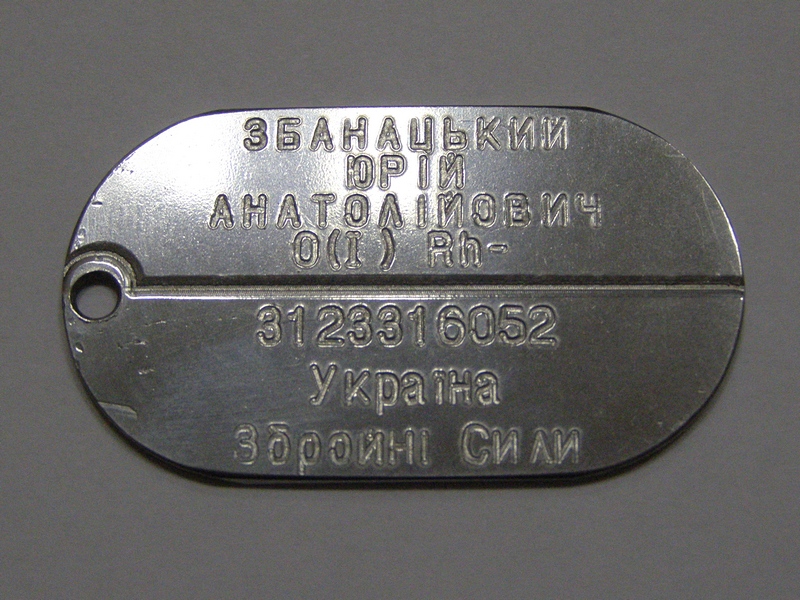 ЗБАНАЦЬКИЙ
ЮРІЙ
АНАТОЛІЙОВИЧ
О(I) Rh-
3123316052
Україна
Збройні Сили